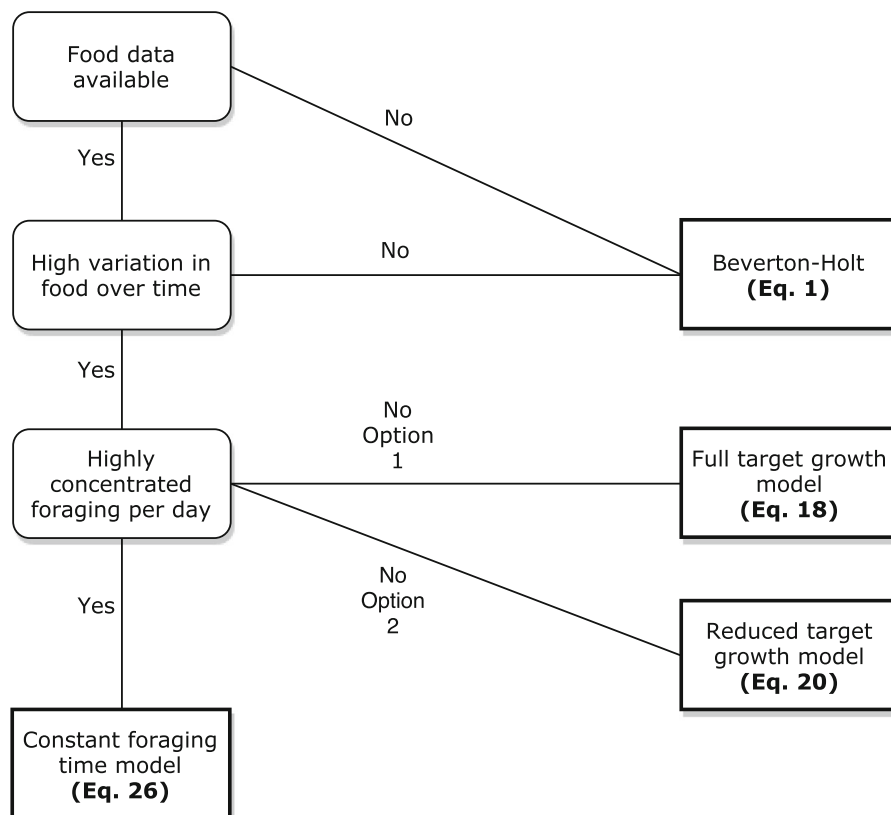 Food data
available
No
Yes
High variation in
food over time
No
Beverton-Holt
(Eq. 1)
Yes
No
Option
1
Highly
concentrated
foraging per day
Full target growth
model
(Eq. 18)
No
Option
2
Yes
Reduced target
growth model
(Eq. 20)
Constant foraging
time model
(Eq. 26)